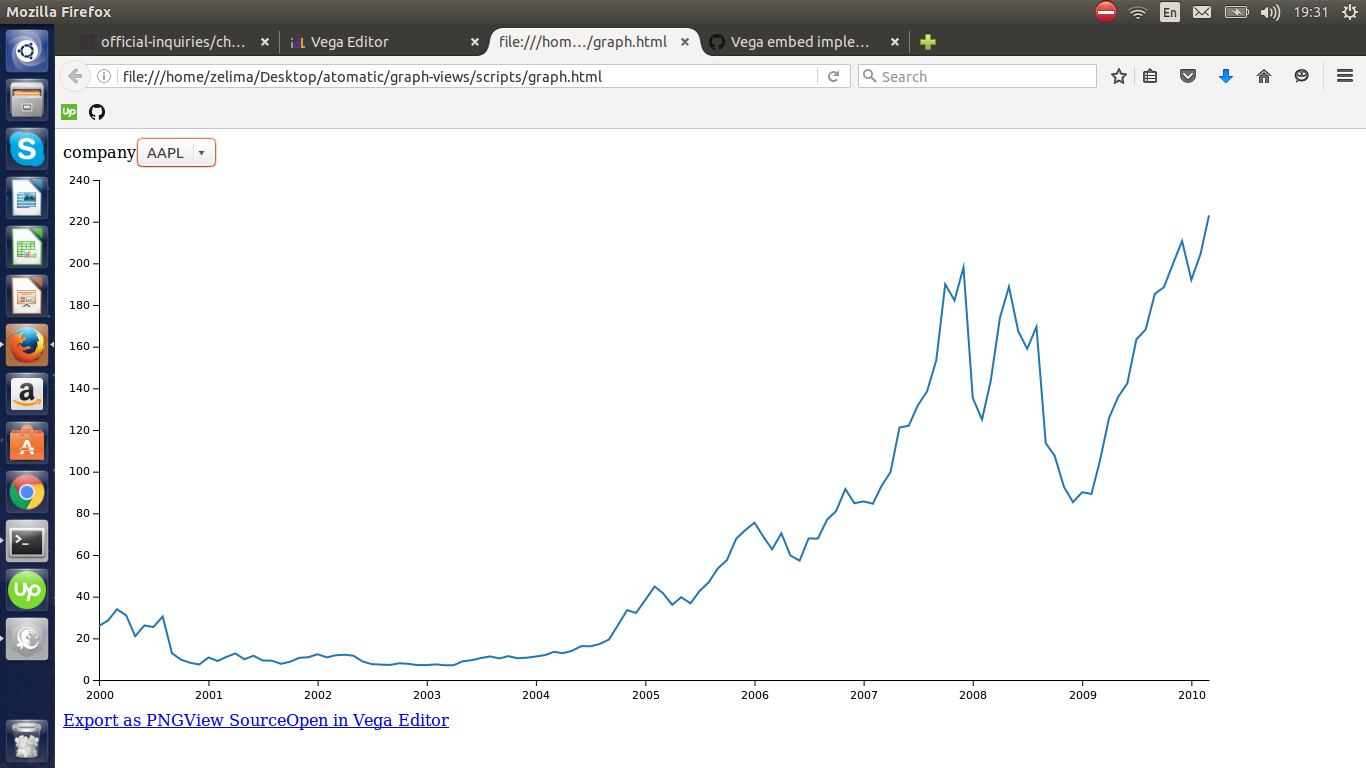 Mozilla Firefox
En
19:31
official-inquiries/ch... Vega Editor file:///hom.../graph.html Vega embed imple...
file:///home/zelima/Desktop/atomatic/graph-views/scripts/graph.html Search
Up
company AAPL
240
220
200
180
160
140
120
100
80
60
40
20
0
2000 2001 2002 2003 2004 2005 2006 2007 2008 2009 2010
Export as PNGView SourceOpen in Vega Editor
S
a
A
>_
Up